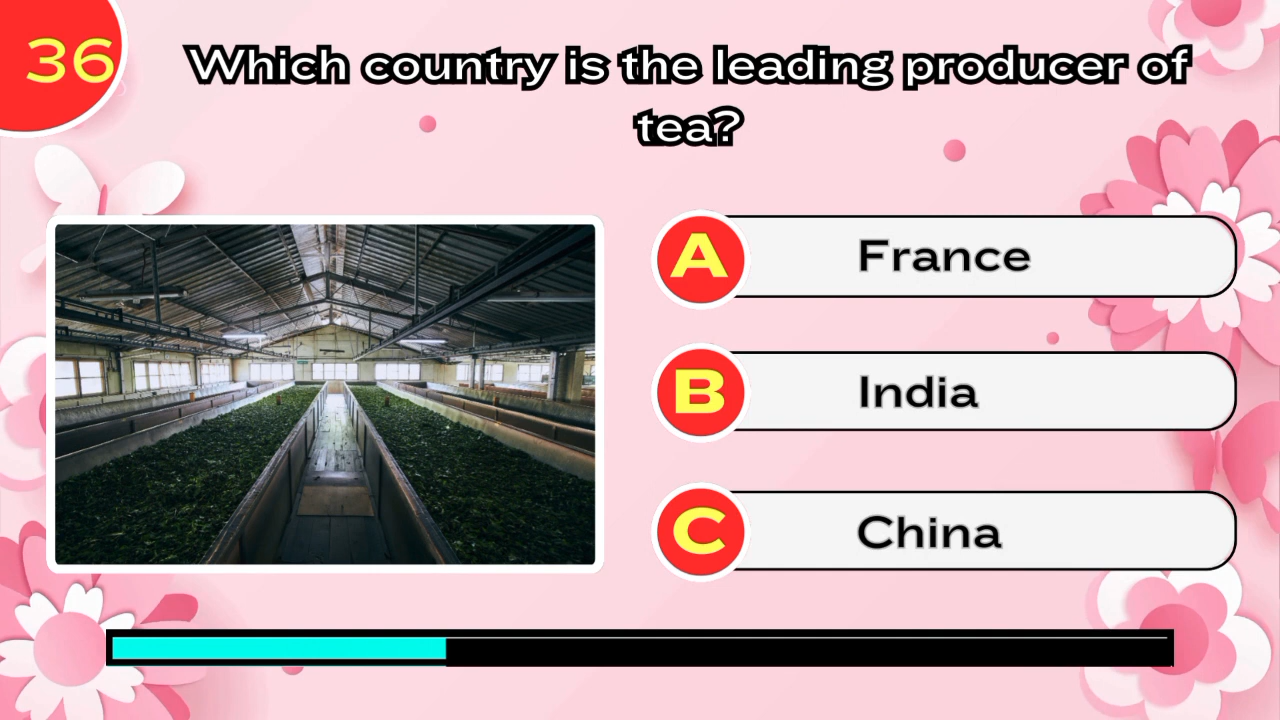 36
Which country is the leading producer of
tea?
A France
B India
C China